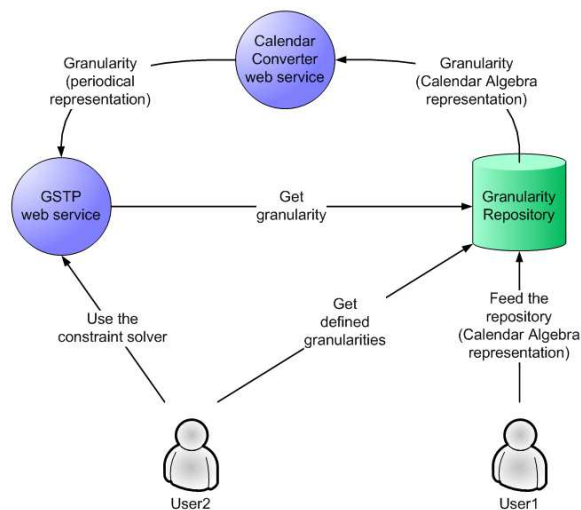 Calendar
Converter
web service
Granularity
(periodical
representation)
Granularity
(Calendar Algebra
representation)
GSTP
web service
Get
granularity
Granularity
Repository
Use the
constraint solver
Get
defined
granularities
Feed the
repository
(Calendar Algebra
representation)
User2
User1